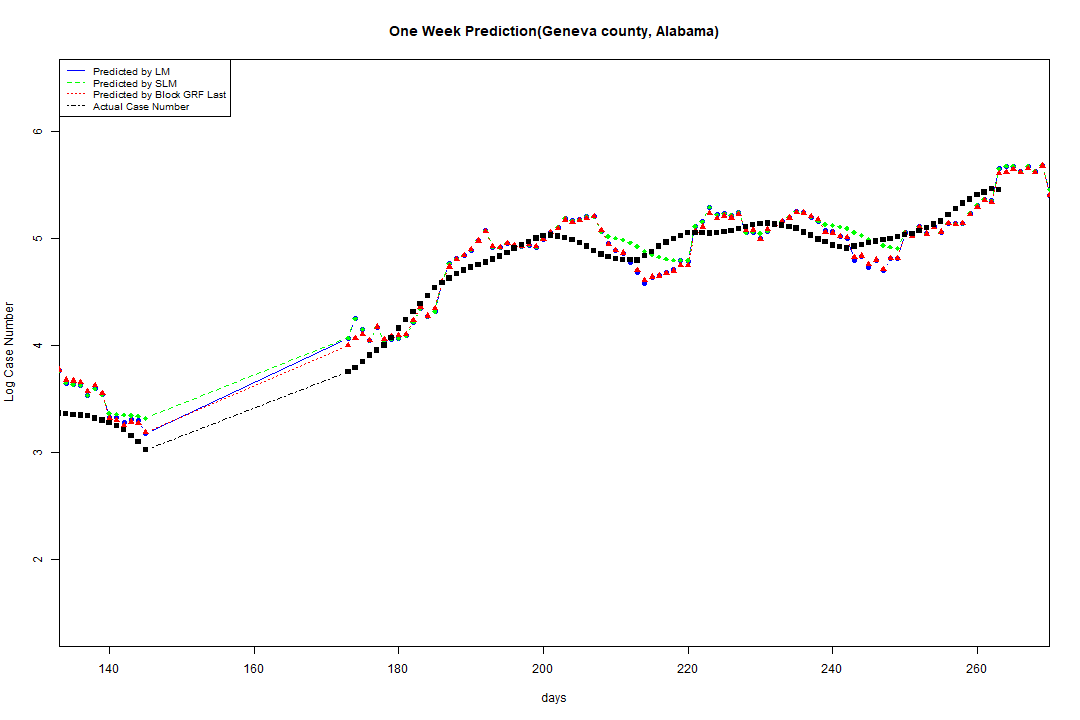 One Week Prediction(Geneva county, Alabama)
Predicted by LM
Predicted by SLM
Predicted by Block GRF Last
Actual Case Number
6
5
4
3
2
Log Case Number
140 160 180 200 220 240 260
days